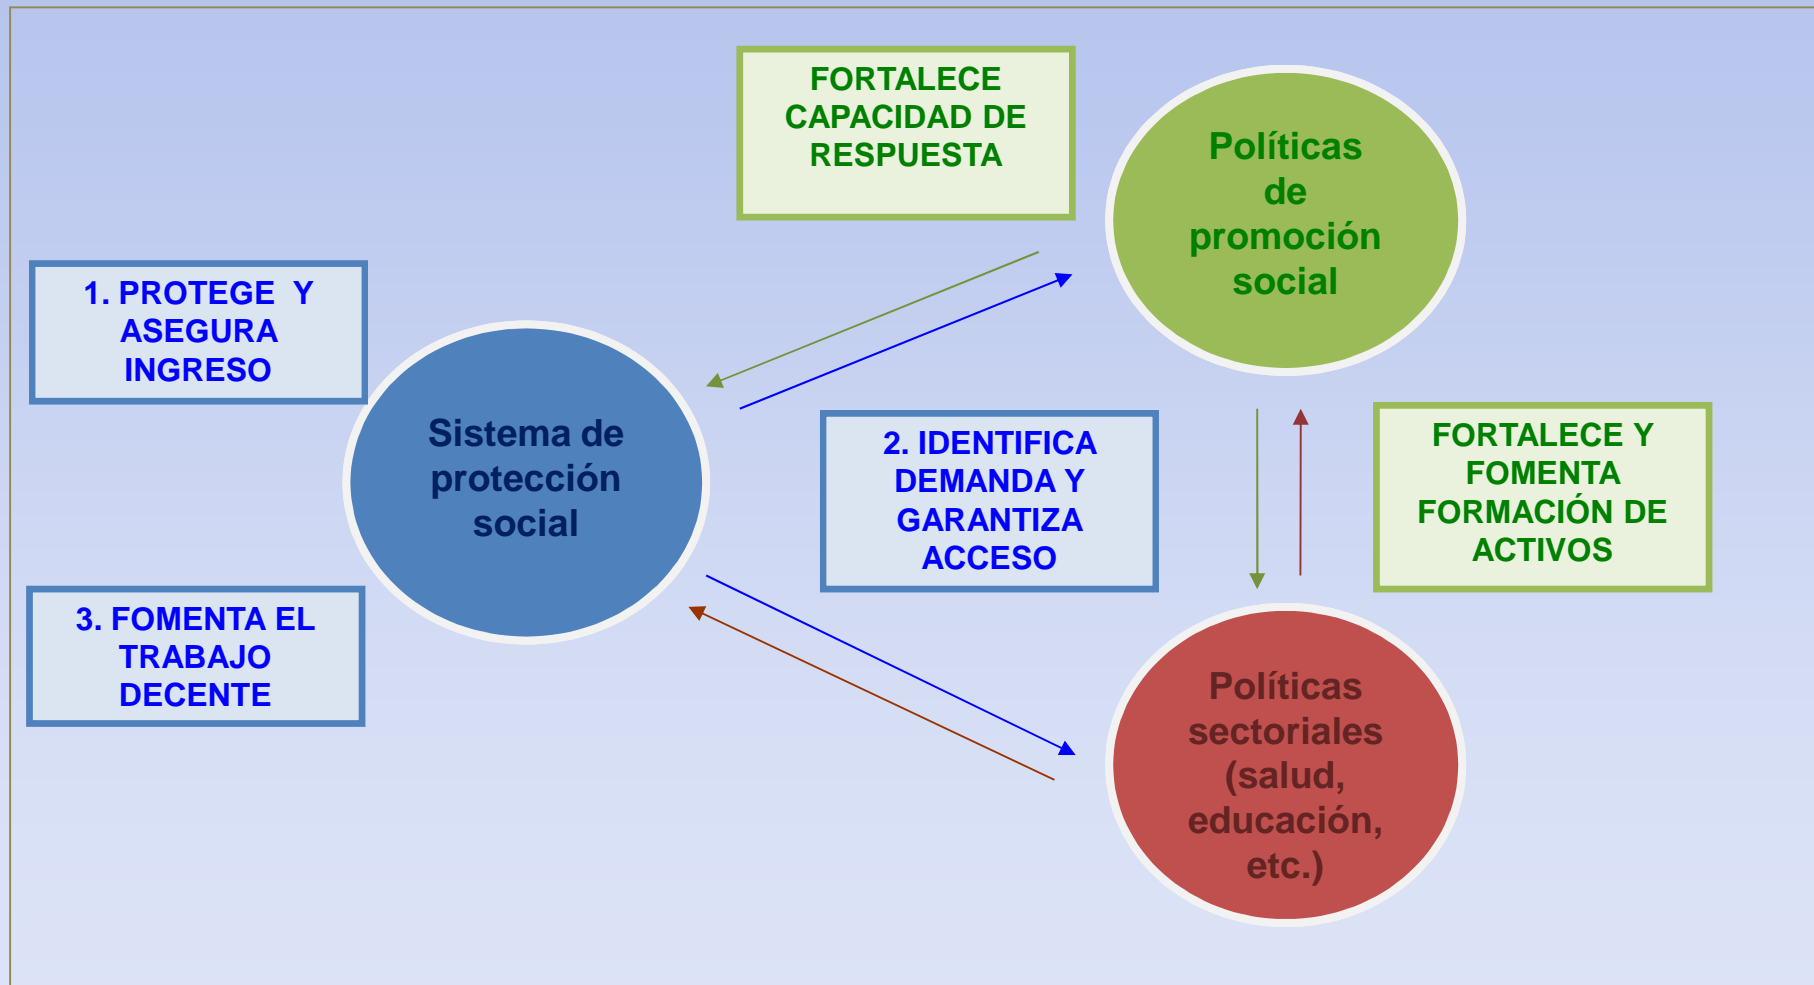 FORTALECE
CAPACIDAD DE
RESPUESTA
Políticas
de
promoción
social
1. PROTEGE Y
ASEGURA
INGRESO
Sistema de
protección
social
2. IDENTIFICA
DEMANDA Y
GARANTIZA
ACCESO
FORTALECE Y
FOMENTA
FORMACIÓN DE
ACTIVOS
3. FOMENTA EL
TRABAJO
DECENTE
Políticas
sectoriales
(salud,
educación,
etc.)